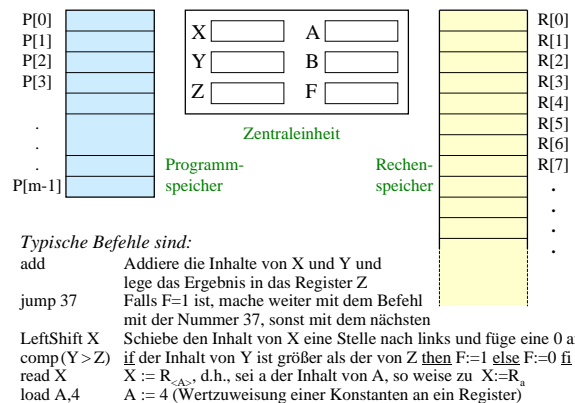 P[0]
P[1]
P[2]
P[3]
.
.
.
P[m-1]
X
A
Y
B
Z
F
Zentraleinheit
Programm-
speicher
Rechen-
speicher
R[0]
R[1]
R[2]
R[3]
R[4]
R[5]
R[6]
R[7]
.
.
.
.
Typische Befehle sind:
add Addiere die Inhalte von X und Y und
lege das Ergebnis in das Register Z
jump 37 Falls F=1 ist, mache weiter mit dem Befehl
mit der Nummer 37, sonst mit dem nächsten
LeftShift X Schiebe den Inhalt von X eine Stelle nach links und füge eine 0 a
comp(Y>Z) if der Inhalt von Y ist größer als der von Z then F:=1 else F:=0 fi
read X X := R<A>, d.h., sei a der Inhalt von A, so weise zu X:=Ra
load A,4 A := 4 (Wertzuweisung einer Konstanten an ein Register)